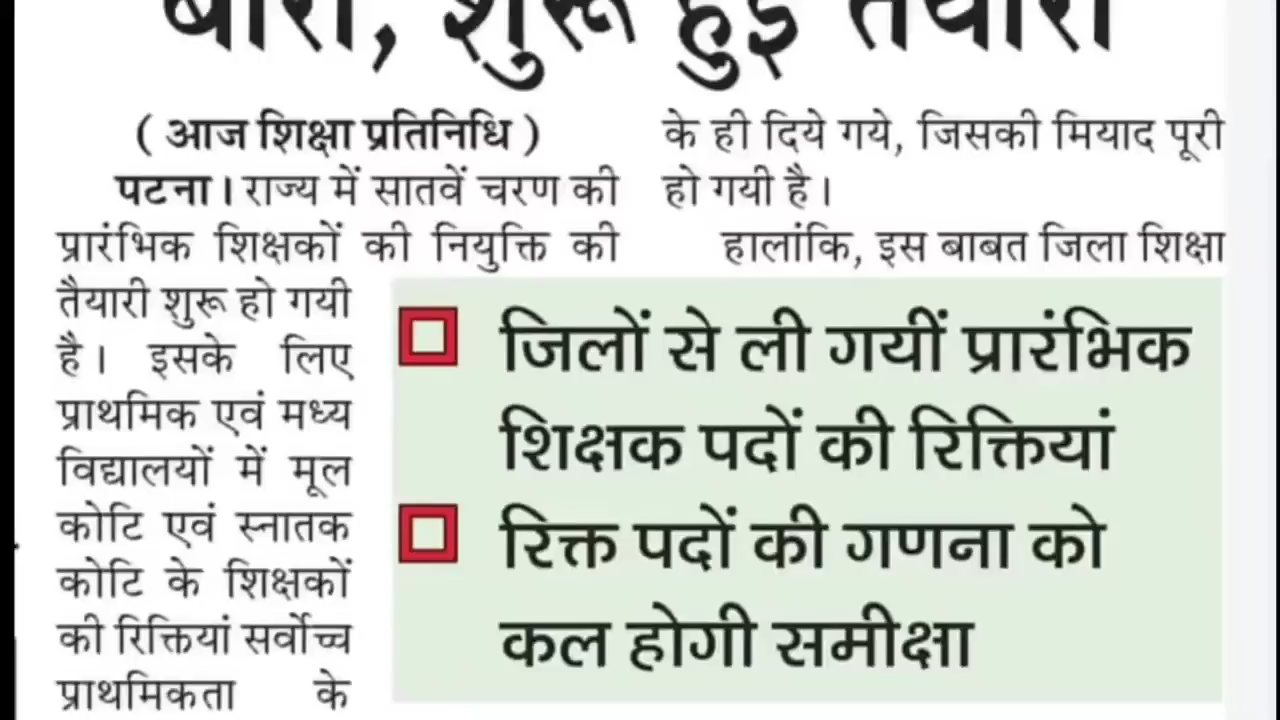 बारी, शुरू हुई तैयारी
( आज शिक्षा प्रतिनिधि )
पटना। राज्य में सातवें चरण की
प्रारंभिक शिक्षकों की नियुक्ति की
तैयारी शुरू हो गयी
है। इसके लिए
प्राथमिक एवं मध्य
विद्यालयों में मूल
कोटि एवं स्नातक
कोटि के शिक्षकों
की रिक्तियां सर्वोच्च
प्राथमिकता के
के ही दिये गये, जिसकी मियाद पूरी
हो गयी है।
हालांकि, इस बाबत जिला शिक्षा
जिलों से ली गयीं प्रारंभिक
शिक्षक पदों की रिक्तियां
रिक्त पदों की गणना को
कल होगी समीक्षा